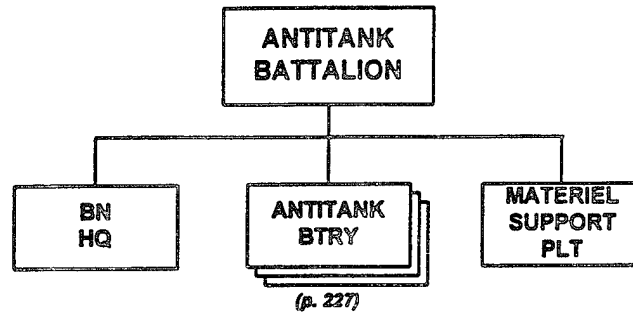 ANTITANK
BATTALION
BN
HQ
ANTITANK
BTRY
MATERIEL
SUPPORT
PLT
(p. 227)